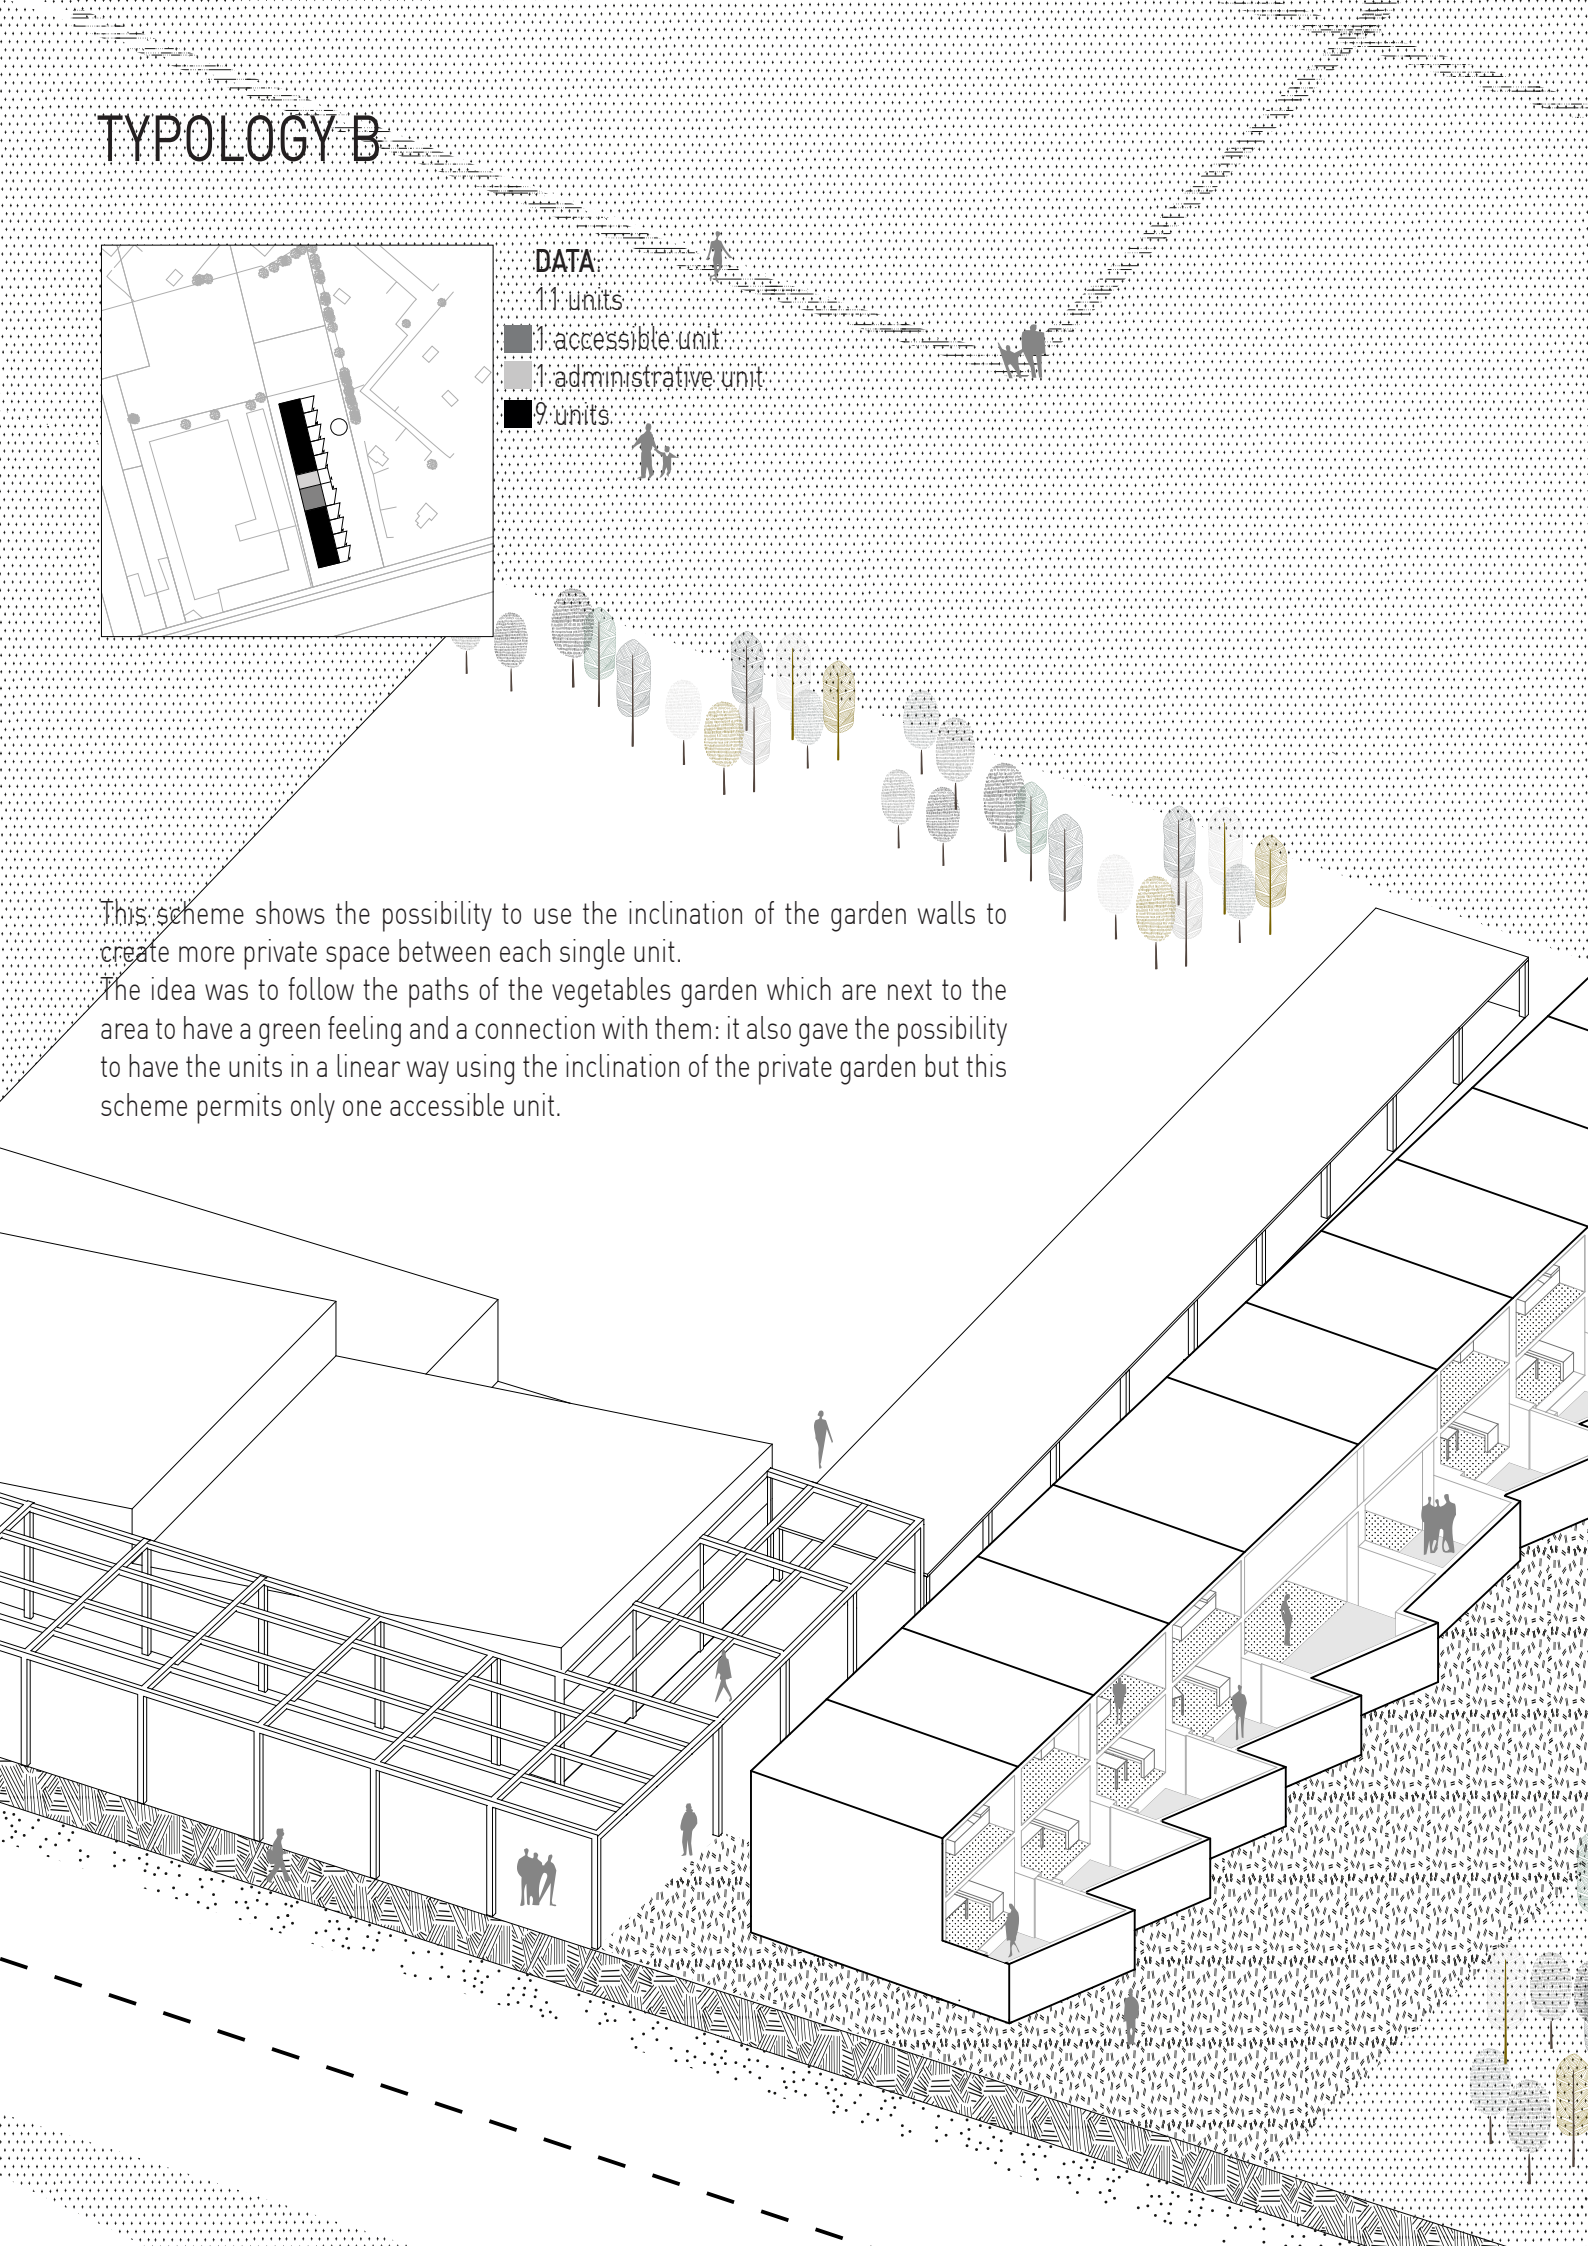 TYPOLOGY B
DATA
11 units
1 accessible unit
1 administrative unit
9 units
This scheme shows the possibility to use the inclination of the garden walls to
create more private space between each single unit.
The idea was to follow the paths of the vegetables garden which are next to the
area to have a green feeling and a connection with them: it also gave the possibility
to have the units in a linear way using the inclination of the private garden but this
scheme permits only one accessible unit.